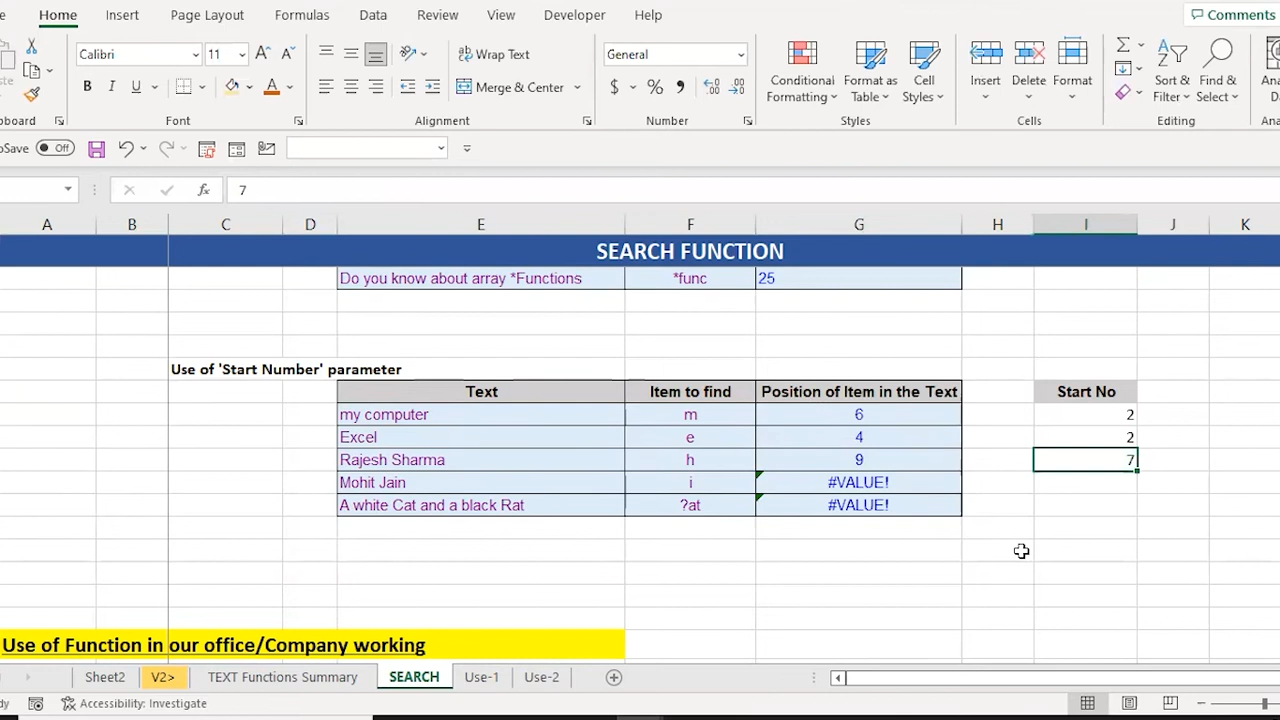 Home Insert Page Layout Formulas Data Review View Developer Help Comments
Calibri 11 Wrap Text General
B I U Merge & Center $ % Conditional Formatting Format as Table Cell Styles Insert Delete Format Sort & Filter Find & Select
Font Alignment Number Styles Cells Editing
Off
fx 7
A B C D E F G H I J K
SEARCH FUNCTION
Do you know about array *Functions *func 25
Use of 'Start Number' parameter
Text Item to find Position of Item in the Text Start No
my computer m 6 2
Excel e 4 2
Rajesh Sharma h 9 7
Mohit Jain i #VALUE!
A white Cat and a black Rat ?at #VALUE!
Use of Function in our office/Company working
Sheet2 V2> TEXT Functions Summary SEARCH Use-1 Use-2
Accessibility: Investigate